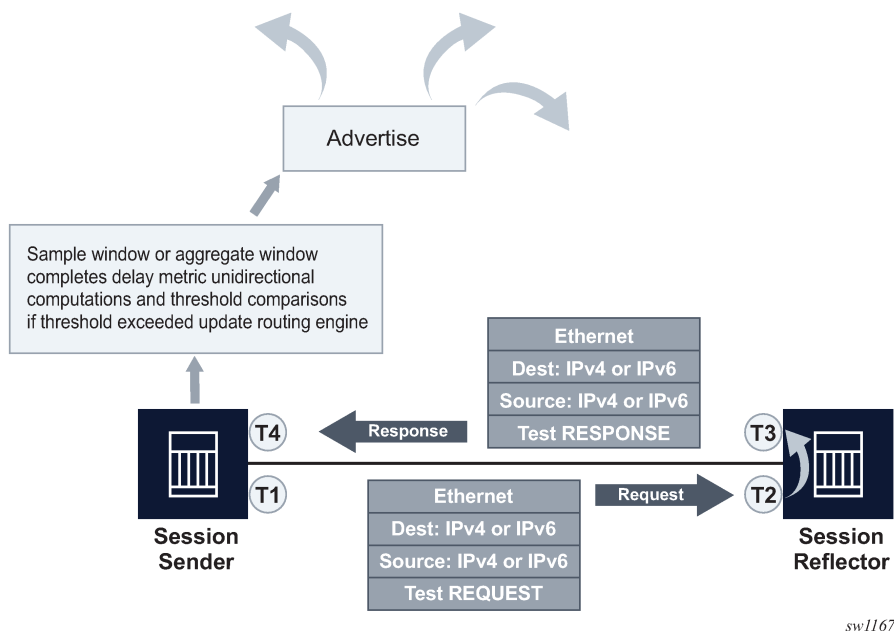 Advertise
Sample window or aggregate window
completes delay metric unidirectional
computations and threshold comparisons
if threshold exceeded update routing engine
Ethernet
Dest: IPv4 or IPv6
Source: IPv4 or IPv6
Test RESPONSE
T4
Response
T3
T1
Ethernet
Dest: IPv4 or IPv6
Source: IPv4 or IPv6
Test REQUEST
Request
T2
Session
Sender
Session
Reflector
sw1167